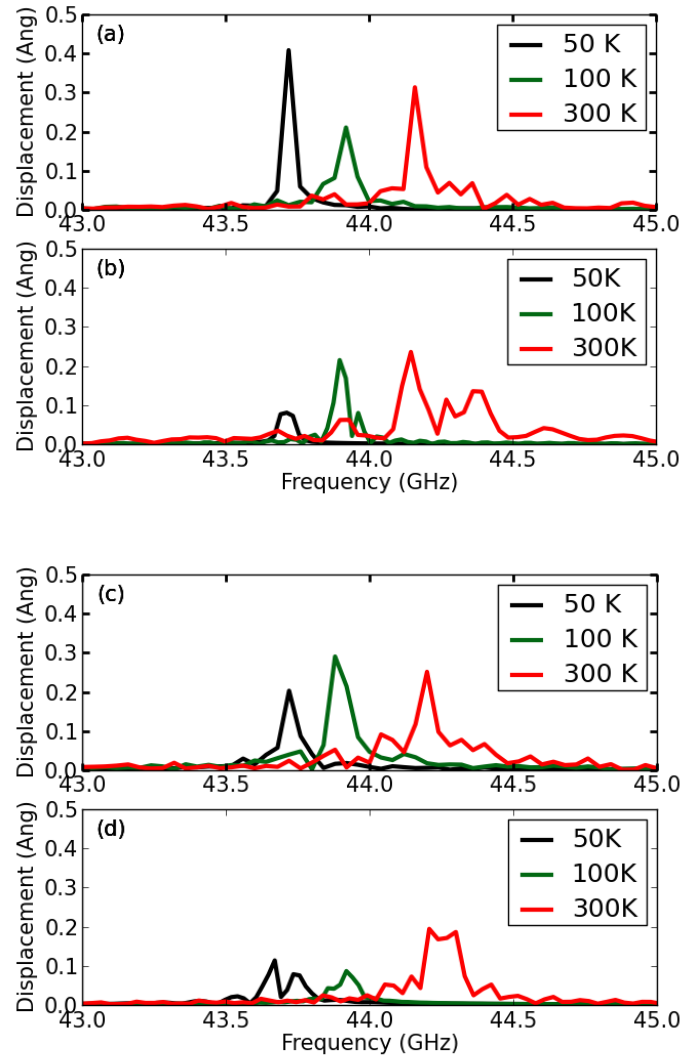 (a)
50 K
100 K
300 K
Displacement (Ang)
0.5
0.4
0.3
0.2
0.1
0.0
43.0 43.5 44.0 44.5 45.0
(b)
50K
100K
300K
Displacement (Ang)
0.5
0.4
0.3
0.2
0.1
0.0
43.0 43.5 44.0 44.5 45.0
Frequency (GHz)
(c)
50 K
100 K
300 K
Displacement (Ang)
0.5
0.4
0.3
0.2
0.1
0.0
43.0 43.5 44.0 44.5 45.0
(d)
50K
100K
300K
Displacement (Ang)
0.5
0.4
0.3
0.2
0.1
0.0
43.0 43.5 44.0 44.5 45.0
Frequency (GHz)